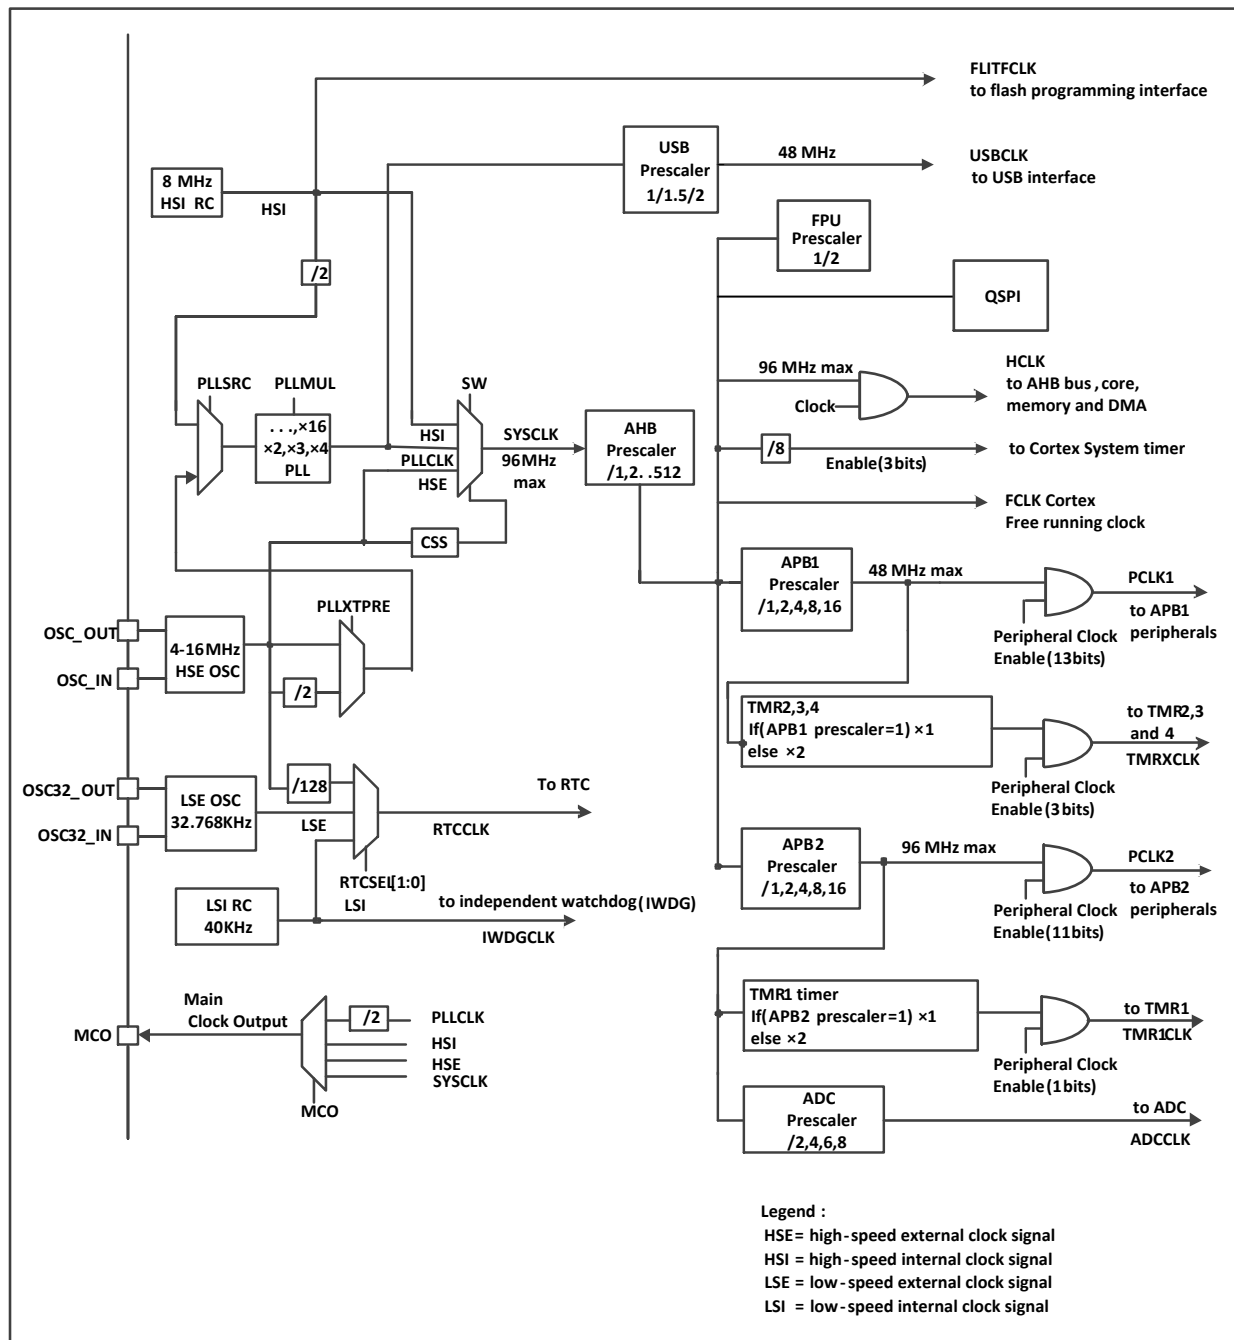 FLITFCLK
to flash programming interface
USB
Prescaler
1/1.5/2
48 MHz
USBCLK
to USB interface
8 MHz
HSI RC
HSI
FPU
Prescaler
1/2
/2
QSPI
PLLSRC
PLLMUL
. . .,×16
×2,×3,×4
PLL
SW
HSI
PLLCLK
HSE
SYSCLK
96MHz
max
AHB
Prescaler
/1,2. .512
96 MHz max
Clock
HCLK
to AHB bus , core,
memory and DMA
/8
Enable(3bits)
to Cortex System timer
FCLK Cortex
Free running clock
CSS
APB1
Prescaler
/1,2,4,8,16
48 MHz max
Peripheral Clock
Enable(13bits)
PCLK1
to APB1
peripherals
OSC_OUT
OSC_IN
4-16MHz
HSE OSC
PLLXTPRE
/2
TMR2,3,4
If(APB1 prescaler=1) ×1
else ×2
Peripheral Clock
Enable(3bits)
to TMR2,3
and 4
TMRXCLK
OSC32_OUT
OSC32_IN
LSE OSC
32.768KHz
/128
LSE
RTCSEL[1:0]
To RTC
RTCCLK
LSI RC
40KHz
LSI
to independent watchdog(IWDG)
IWDGCLK
APB2
Prescaler
/1,2,4,8,16
96 MHz max
Peripheral Clock
Enable(11bits)
PCLK2
to APB2
peripherals
MCO
Main
Clock Output
/2
PLLCLK
HSI
HSE
SYSCLK
MCO
TMR1 timer
If(APB2 prescaler=1) ×1
else ×2
Peripheral Clock
Enable(1bits)
to TMR1
TMR1CLK
ADC
Prescaler
/2,4,6,8
to ADC
ADCCLK
Legend :
HSE= high-speed external clock signal
HSI = high-speed internal clock signal
LSE = low-speed external clock signal
LSI = low-speed internal clock signal